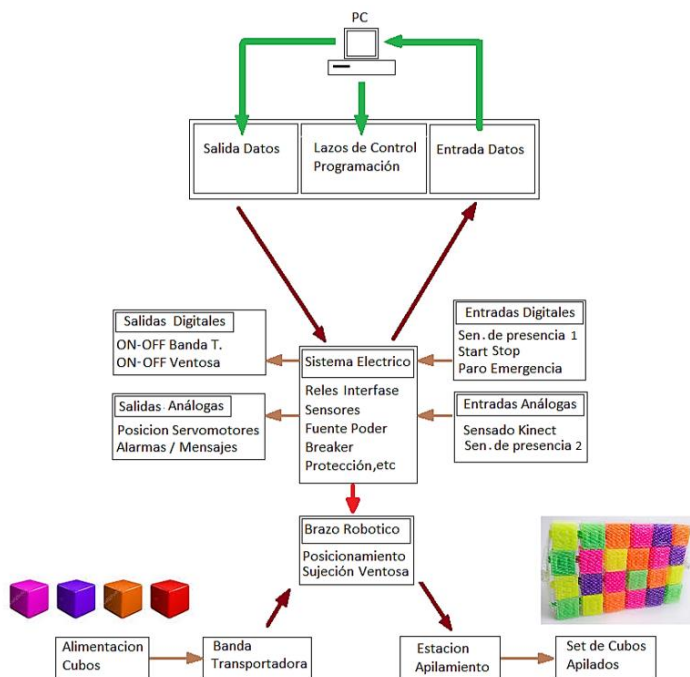 PC
Salida Datos
Lazos de Control
Programación
Entrada Datos
Salidas Digitales
ON-OFF Banda T.
ON-OFF Ventosa
Entradas Digitales
Sen.de presencia 1
Start Stop
Paro Emergencia
Sistema Electrico
Reles Interfase
Sensores
Fuente Poder
Breaker
Protección,etc
Salidas Análogas
Posicion Servomotores
Alarmas / Mensajes
Entradas Análogas
Sensado Kinect
Sen.de presencia 2
Brazo Robotico
Posicionamiento
Sujeción Ventosa
Alimentacion
Cubos
Banda
Transportadora
Estacion
Apilamiento
Set de Cubos
Apilados